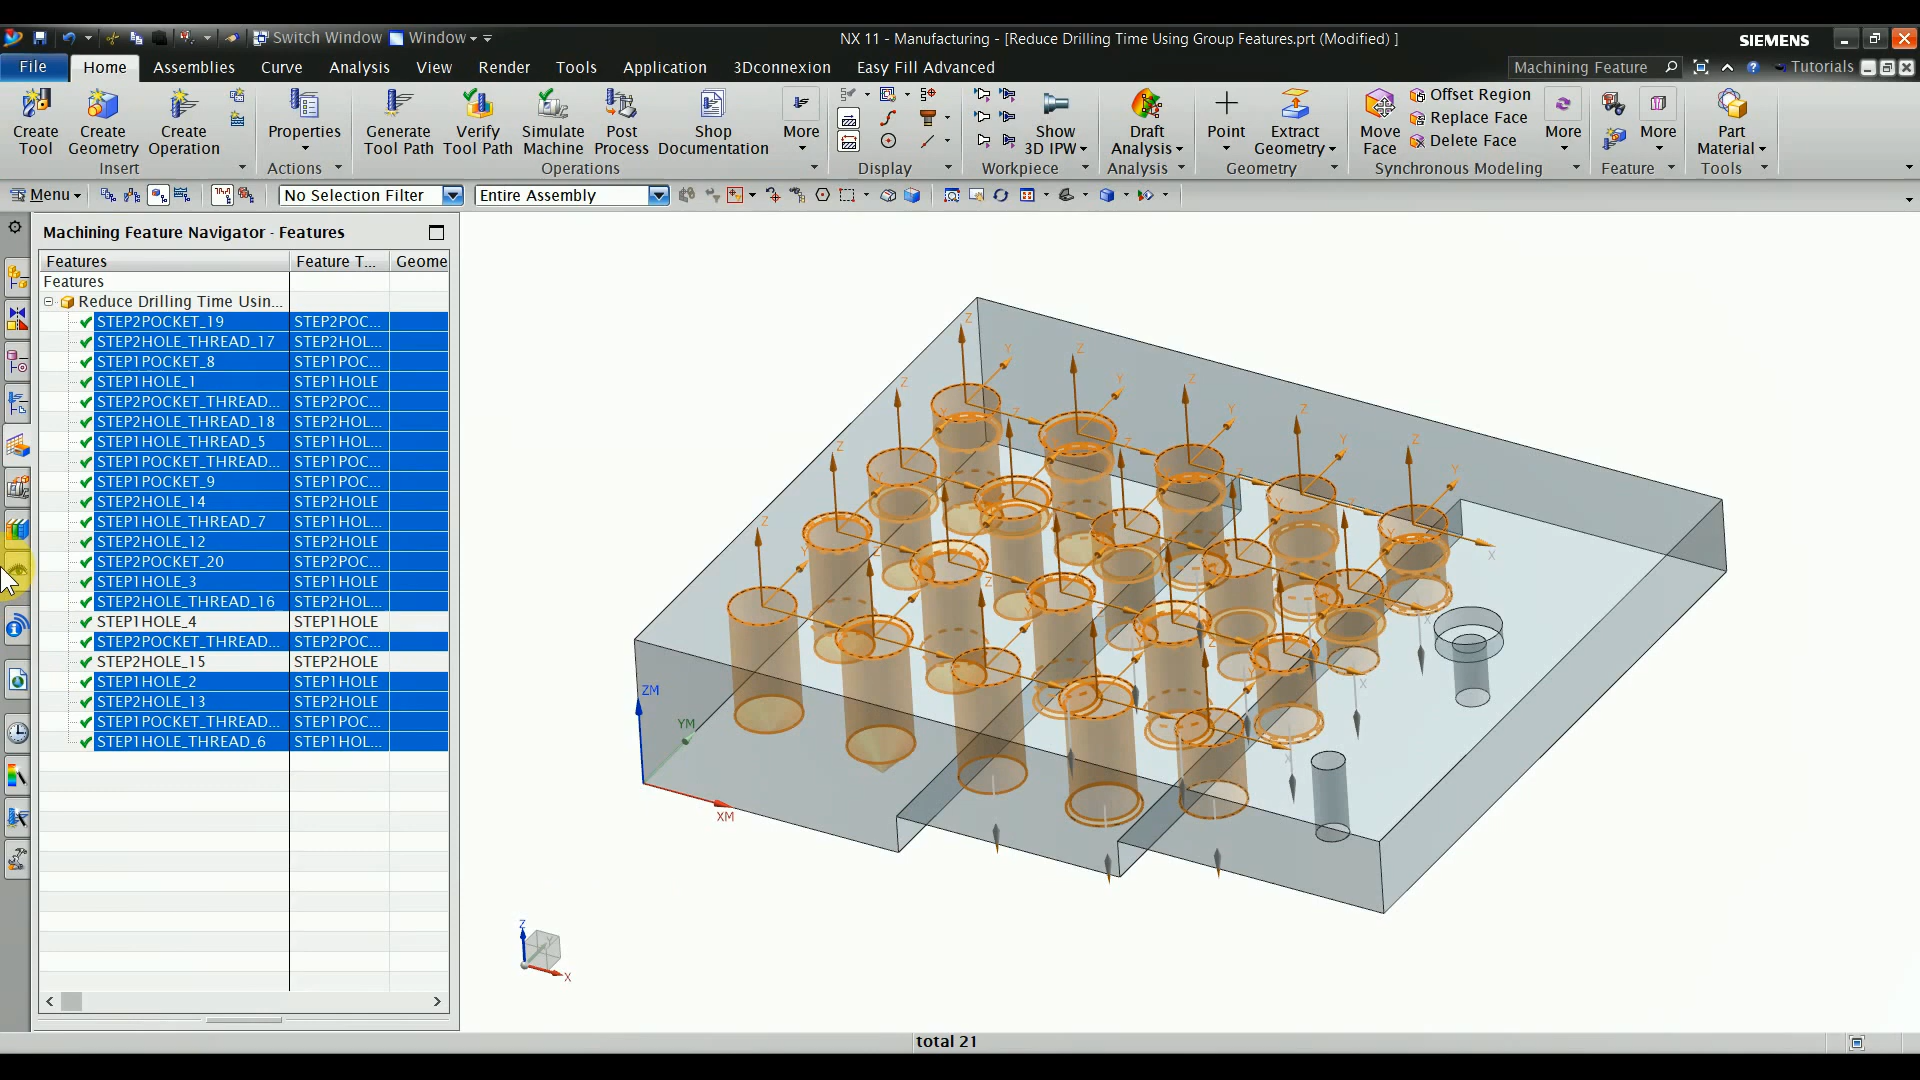 Switch Window Window NX 11 - Manufacturing - [Reduce Drilling Time Using Group Features.prt (Modified) ] SIEMENS
File Home Assemblies Curve Analysis View Render Tools Application 3Dconnexion Easy Fill Advanced Machining Feature Tutorials
Create Tool
Create Geometry
Create Operation
Properties
Generate Tool Path
Verify Tool Path
Simulate Machine
Post Process
Shop Documentation
More
Show 3D IPW
Draft Analysis
Point
Extract Geometry
Move Face
Offset Region
Replace Face
Delete Face
More
More
Part Material
Insert Actions Operations Display Workpiece Analysis Geometry Synchronous Modeling Feature Tools
Menu No Selection Filter Entire Assembly
Machining Feature Navigator - Features
Features Feature T... Geome
Features
Reduce Drilling Time Usin...
STEP2POCKET_19 STEP2POC...
STEP2HOLE_THREAD_17 STEP2HOL...
STEP1POCKET_8 STEP1POC...
STEP1HOLE_1 STEP1HOLE
STEP2POCKET_THREAD... STEP2POC...
STEP2HOLE_THREAD_18 STEP2HOL...
STEP1HOLE_THREAD_5 STEP1HOL...
STEP1POCKET_THREAD... STEP1POC...
STEP1POCKET_9 STEP1POC...
STEP2HOLE_14 STEP2HOLE
STEP1HOLE_THREAD_7 STEP1HOL...
STEP2HOLE_12 STEP2HOLE
STEP2POCKET_20 STEP2POC...
STEP1HOLE_3 STEP1HOLE
STEP2HOLE_THREAD_16 STEP2HOL...
STEP1HOLE_4 STEP1HOLE
STEP2POCKET_THREAD... STEP2POC...
STEP2HOLE_15 STEP2HOLE
STEP1HOLE_2 STEP1HOLE
STEP2HOLE_13 STEP2HOLE
STEP1POCKET_THREAD... STEP1POC...
STEP1HOLE_THREAD_6 STEP1HOL...
ZM
YM
XM
Z
X
total 21